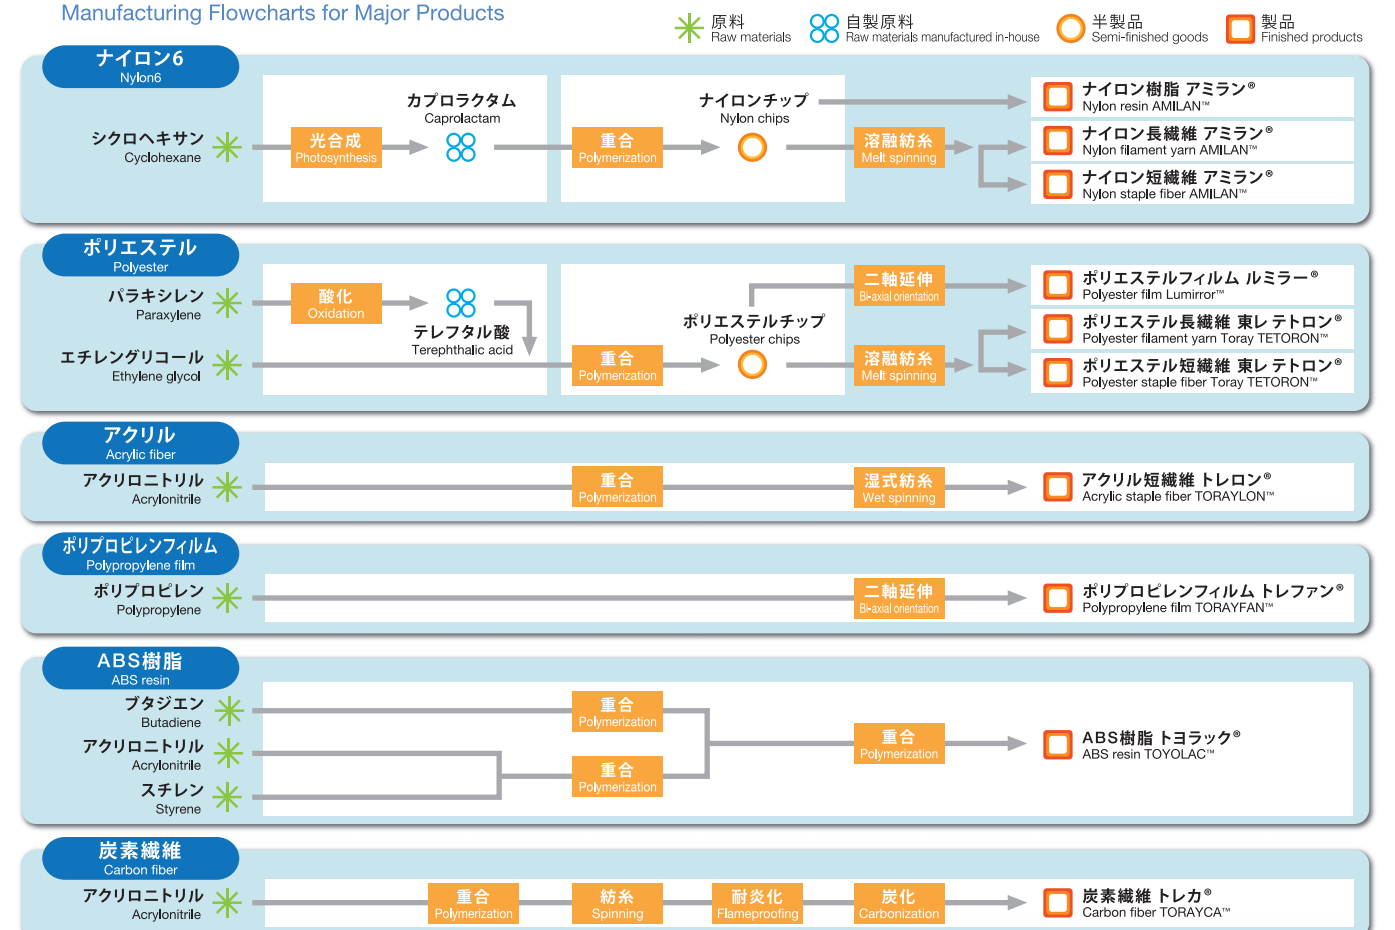 Manufacturing Flowcharts for Major Products
原料
Raw materials
自製原料
Raw materials manufactured in-house
半製品
Semi-finished goods
製品
Finished products
ナイロン6
Nylon6
シクロヘキサン
Cyclohexane
光合成
Photosynthesis
カプロラクタム
Caprolactam
重合
Polymerization
ナイロンチップ
Nylon chips
溶融紡糸
Melt spinning
ナイロン樹脂 アミラン®
Nylon resin AMILAN™
ナイロン長繊維 アミラン®
Nylon filament yarn AMILAN™
ナイロン短繊維 アミラン®
Nylon staple fiber AMILAN™
ポリエステル
Polyester
パラキシレン
Paraxylene
酸化
Oxidation
テレフタル酸
Terephthalic acid
エチレングリコール
Ethylene glycol
重合
Polymerization
ポリエステルチップ
Polyester chips
二軸延伸
Bi-axial orientation
溶融紡糸
Melt spinning
ポリエステルフィルム ルミラー®
Polyester film Lumirror™
ポリエステル長繊維 東レ テトロン®
Polyester filament yarn Toray TETORON™
ポリエステル短繊維 東レ テトロン®
Polyester staple fiber Toray TETORON™
アクリル
Acrylic fiber
アクリロニトリル
Acrylonitrile
重合
Polymerization
湿式紡糸
Wet spinning
アクリル短繊維 トレロン®
Acrylic staple fiber TORAYLON™
ポリプロピレンフィルム
Polypropylene film
ポリプロピレン
Polypropylene
二軸延伸
Bi-axial orientation
ポリプロピレンフィルム トレファン®
Polypropylene film TORAYFAN™
ABS樹脂
ABS resin
ブタジエン
Butadiene
アクリロニトリル
Acrylonitrile
スチレン
Styrene
重合
Polymerization
重合
Polymerization
重合
Polymerization
ABS樹脂 トヨラック®
ABS resin TOYOLAC™
炭素繊維
Carbon fiber
アクリロニトリル
Acrylonitrile
重合
Polymerization
紡糸
Spinning
耐炎化
Flameproofing
炭化
Carbonization
炭素繊維 トレカ®
Carbon fiber TORAYCA™